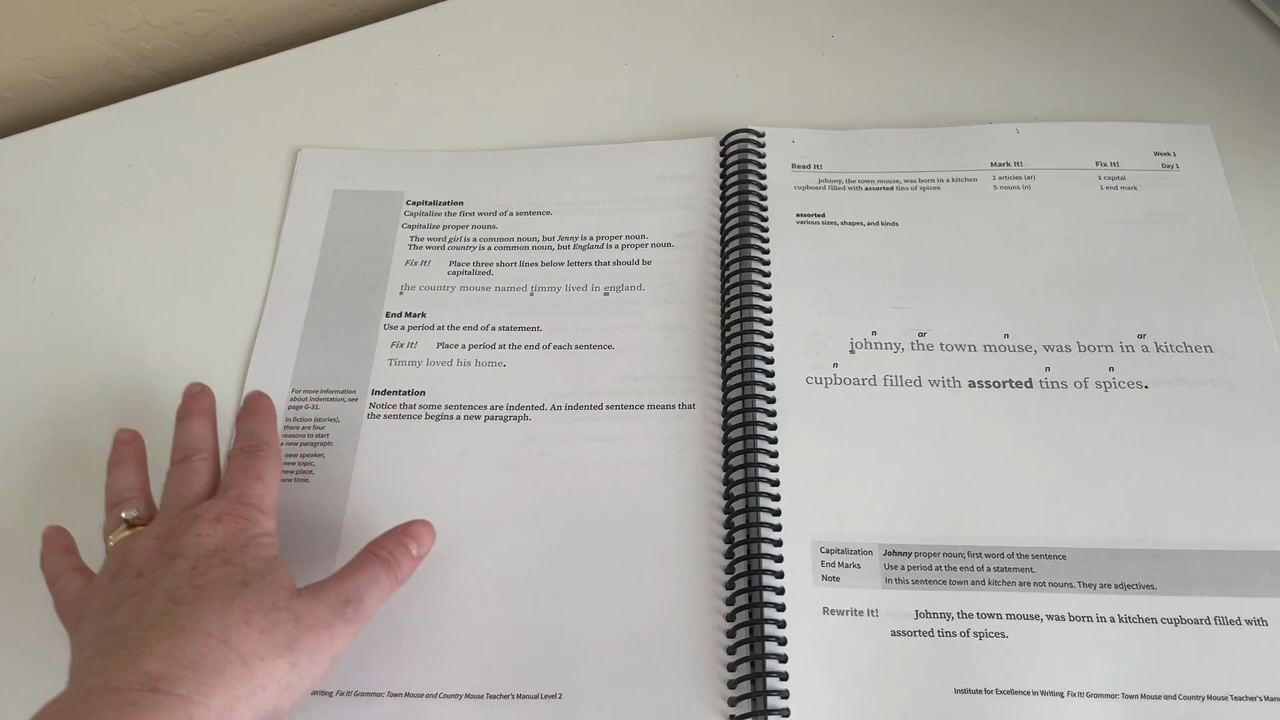 Capitalization
Capitalize the first word of a sentence.
Capitalize proper nouns.
The word girl is a common noun, but Jenny is a proper noun.
The word country is a common noun, but England is a proper noun.
Fix It! Place three short lines below letters that should be
capitalized.
the country mouse named timmy lived in england.
End Mark
Use a period at the end of a statement.
Fix It! Place a period at the end of each sentence.
Timmy loved his home.
For more information
about indentation, see
page G-31.
In fiction (stories),
there are four
reasons to start
a new paragraph:
new speaker,
new topic,
new place,
new time.
Indentation
Notice that some sentences are indented. An indented sentence means that
the sentence begins a new paragraph.
Writing Fix It! Grammar: Town Mouse and Country Mouse Teacher's Manual Level 2
Week 1
Read It! Mark It! Fix It! Day 1
johnny, the town mouse, was born in a kitchen 2 articles (ar) 1 capital
cupboard filled with assorted tins of spices 5 nouns (n) 1 end mark
assorted
various sizes, shapes, and kinds
n ar n ar
johnny, the town mouse, was born in a kitchen
n n n
cupboard filled with assorted tins of spices.
Capitalization Johnny proper noun; first word of the sentence
End Marks Use a period at the end of a statement.
Note In this sentence town and kitchen are not nouns. They are adjectives.
Rewrite It! Johnny, the town mouse, was born in a kitchen cupboard filled with
assorted tins of spices.
Institute for Excellence in Writing Fix It! Grammar: Town Mouse and Country Mouse Teacher's